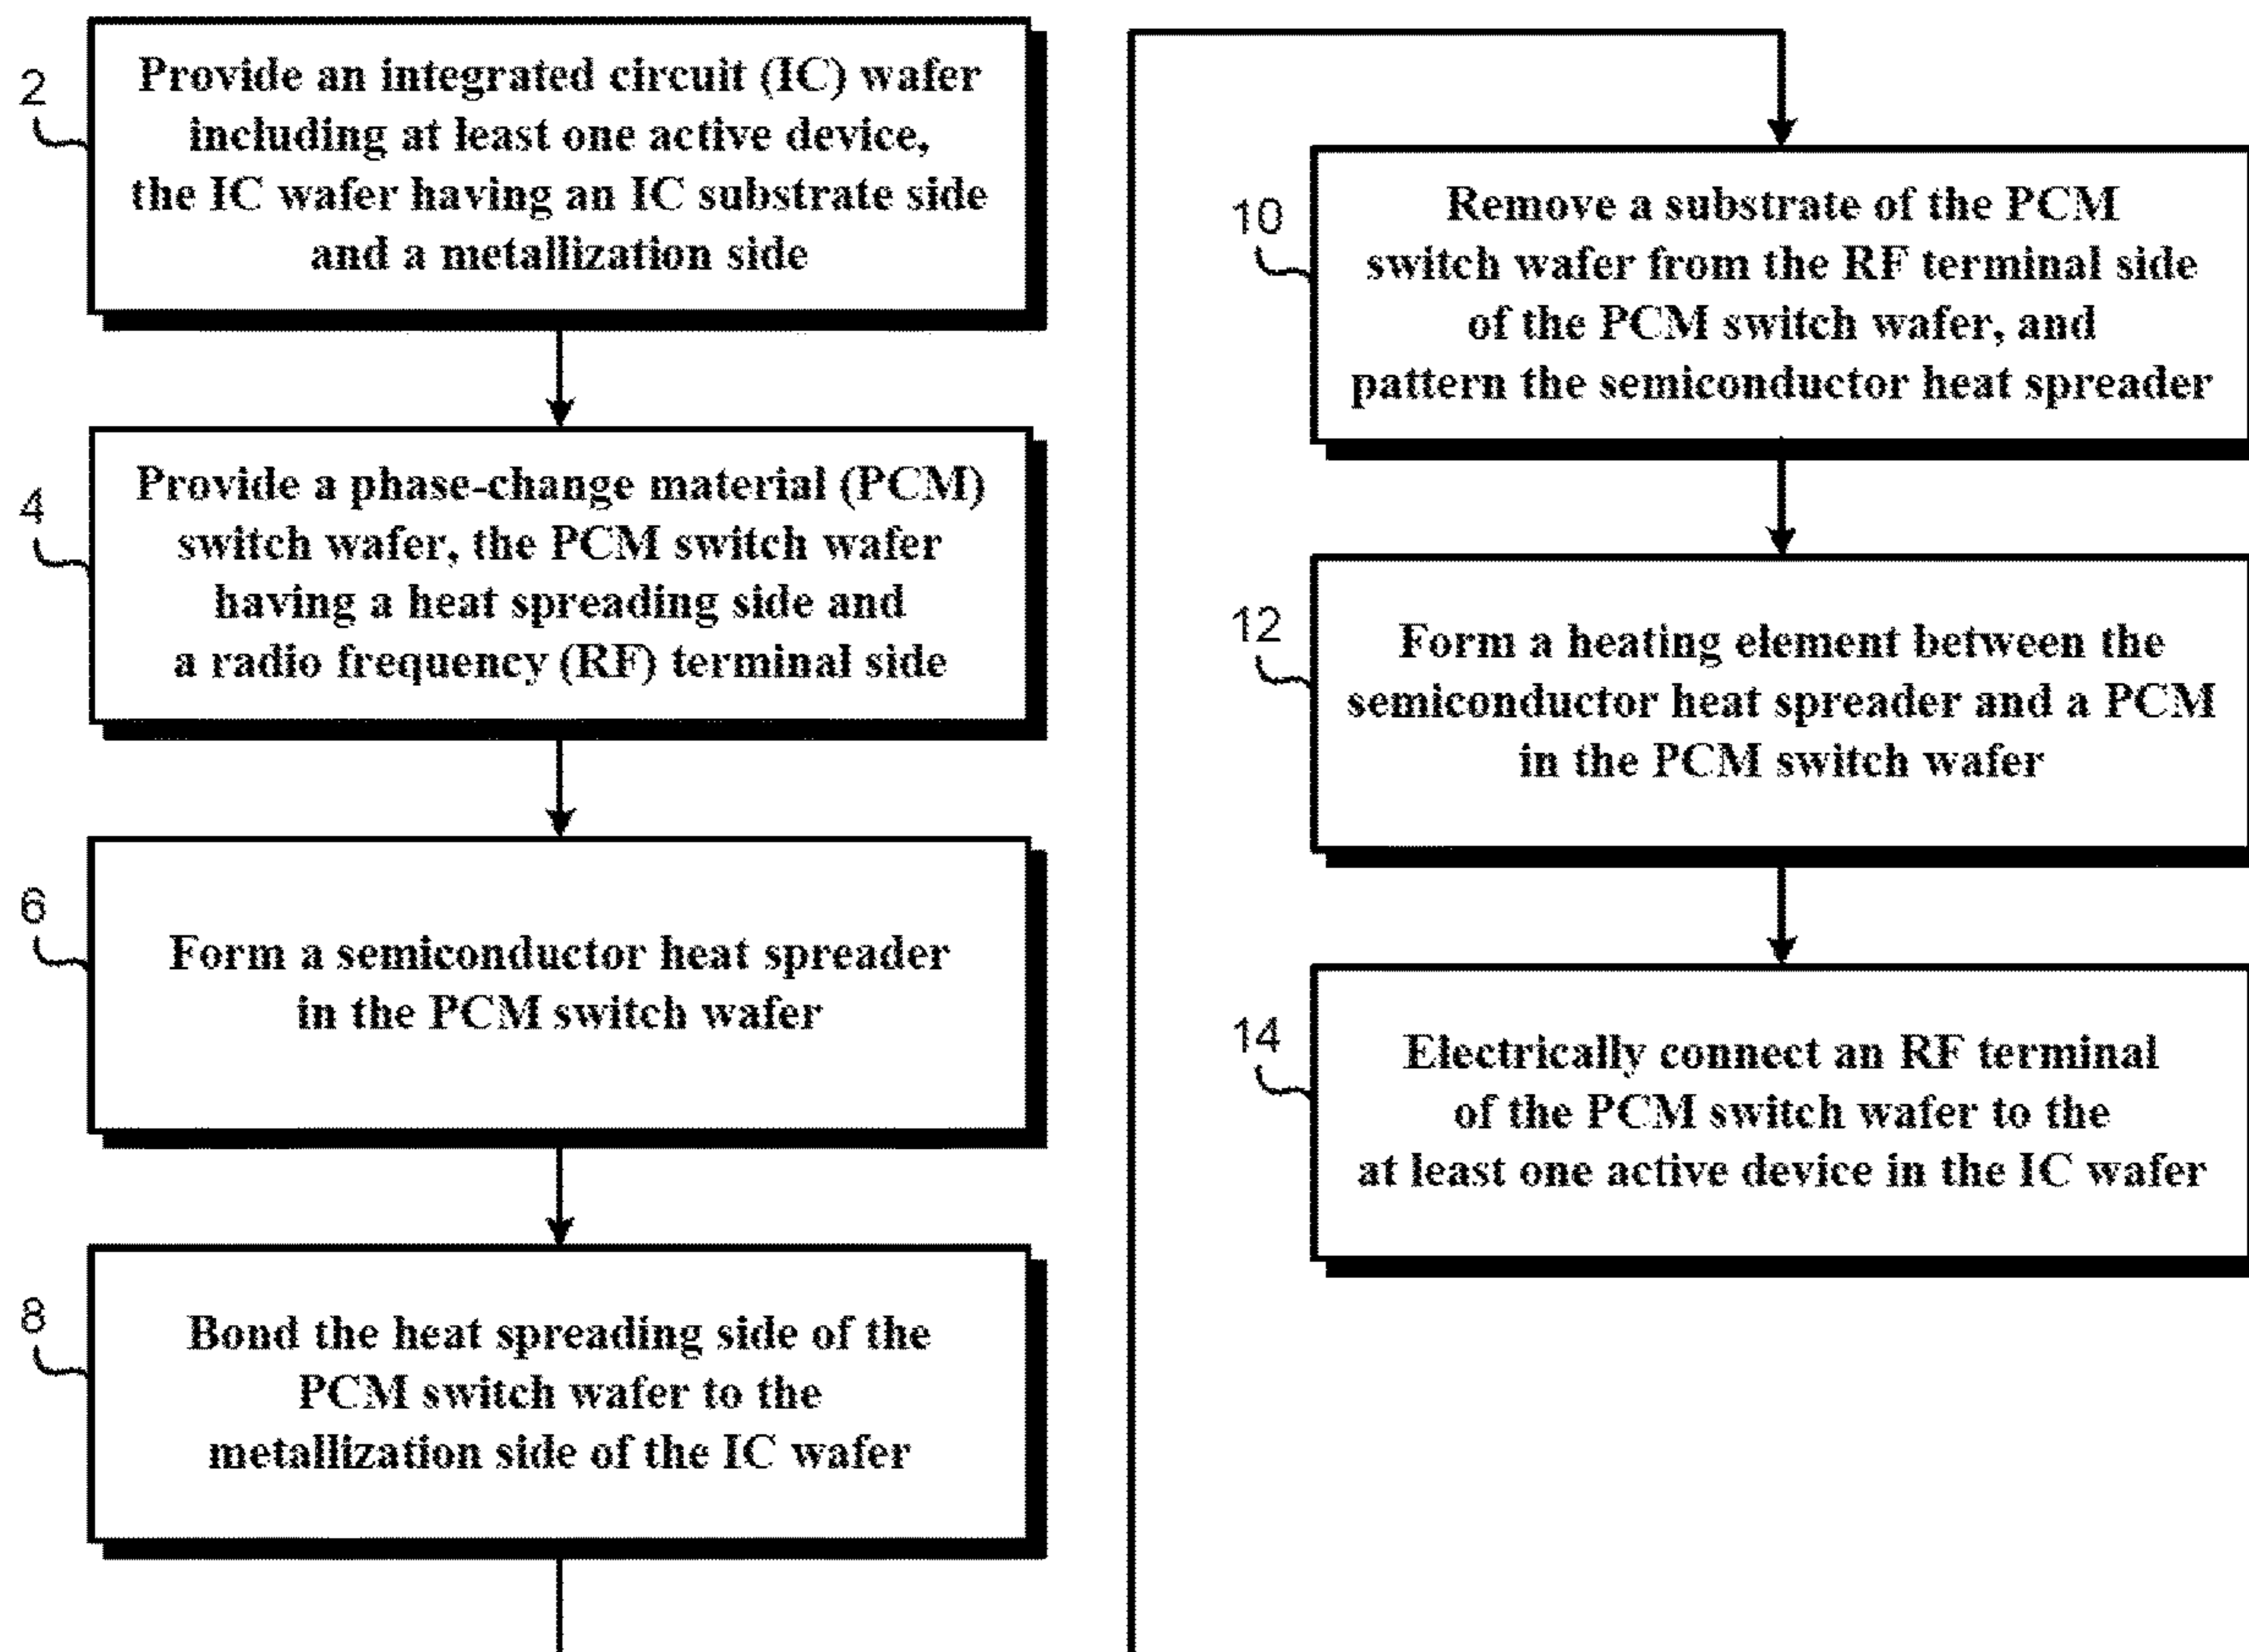 2
Provide an integrated circuit (IC) wafer
including at least one active device,
the IC wafer having an IC substrate side
and a metallization side
4
Provide a phase-change material (PCM)
switch wafer, the PCM switch wafer
having a heat spreading side and
a radio frequency (RF) terminal side
6
Form a semiconductor heat spreader
in the PCM switch wafer
8
Bond the heat spreading side of the
PCM switch wafer to the
metallization side of the IC wafer
10
Remove a substrate of the PCM
switch wafer from the RF terminal side
of the PCM switch wafer, and
pattern the semiconductor heat spreader
12
Form a heating element between the
semiconductor heat spreader and a PCM
in the PCM switch wafer
14
Electrically connect an RF terminal
of the PCM switch wafer to the
at least one active device in the IC wafer